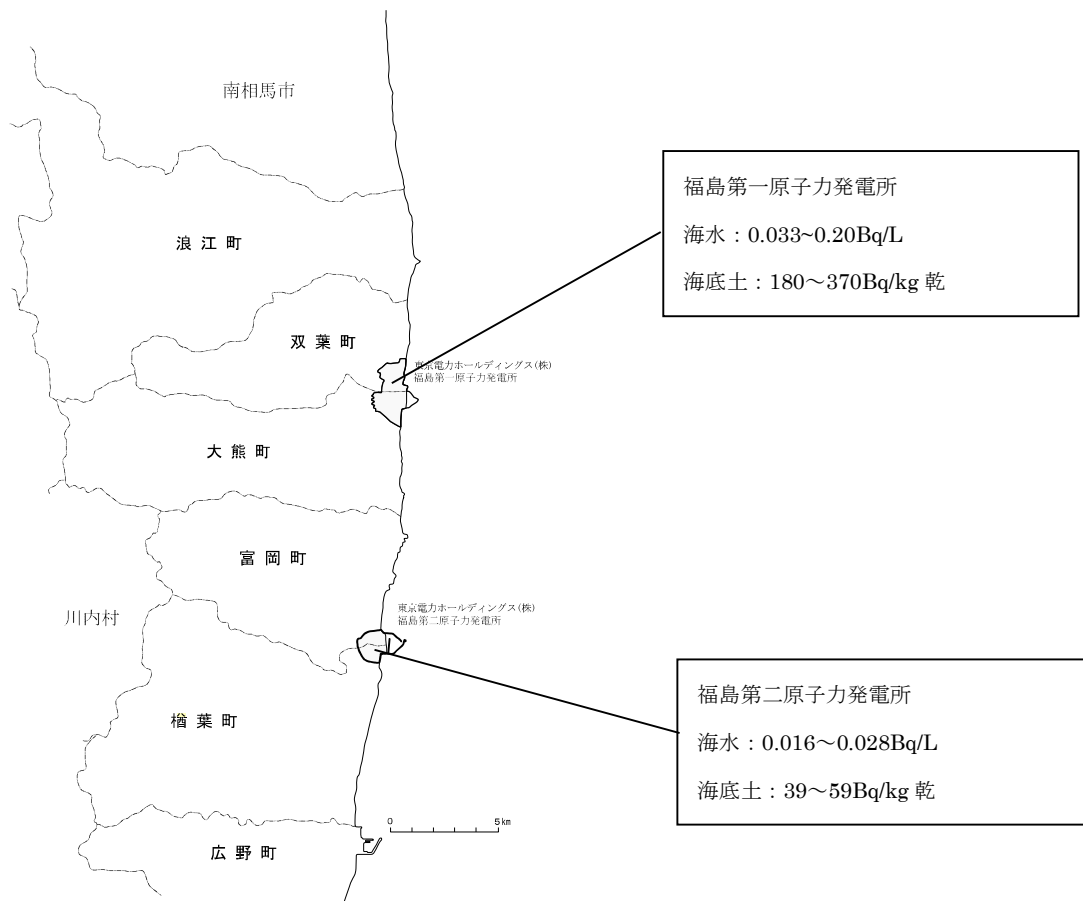 南相馬市
福島第一原子力発電所
海水：0.033~0.20Bq/L
海底土：180～370Bq/kg 乾
浪江町
双葉町
東京電力ホールディングス(株)
福島第一原子力発電所
大熊町
富岡町
川内村
東京電力ホールディングス(株)
福島第二原子力発電所
福島第二原子力発電所
海水：0.016～0.028Bq/L
海底土：39～59Bq/kg 乾
楢葉町
0 5km
広野町